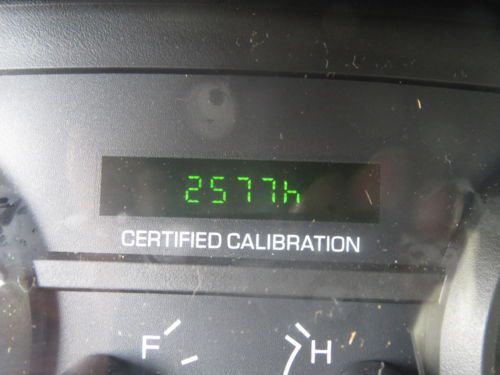 2577h
CERTIFIED CALIBRATION
F H